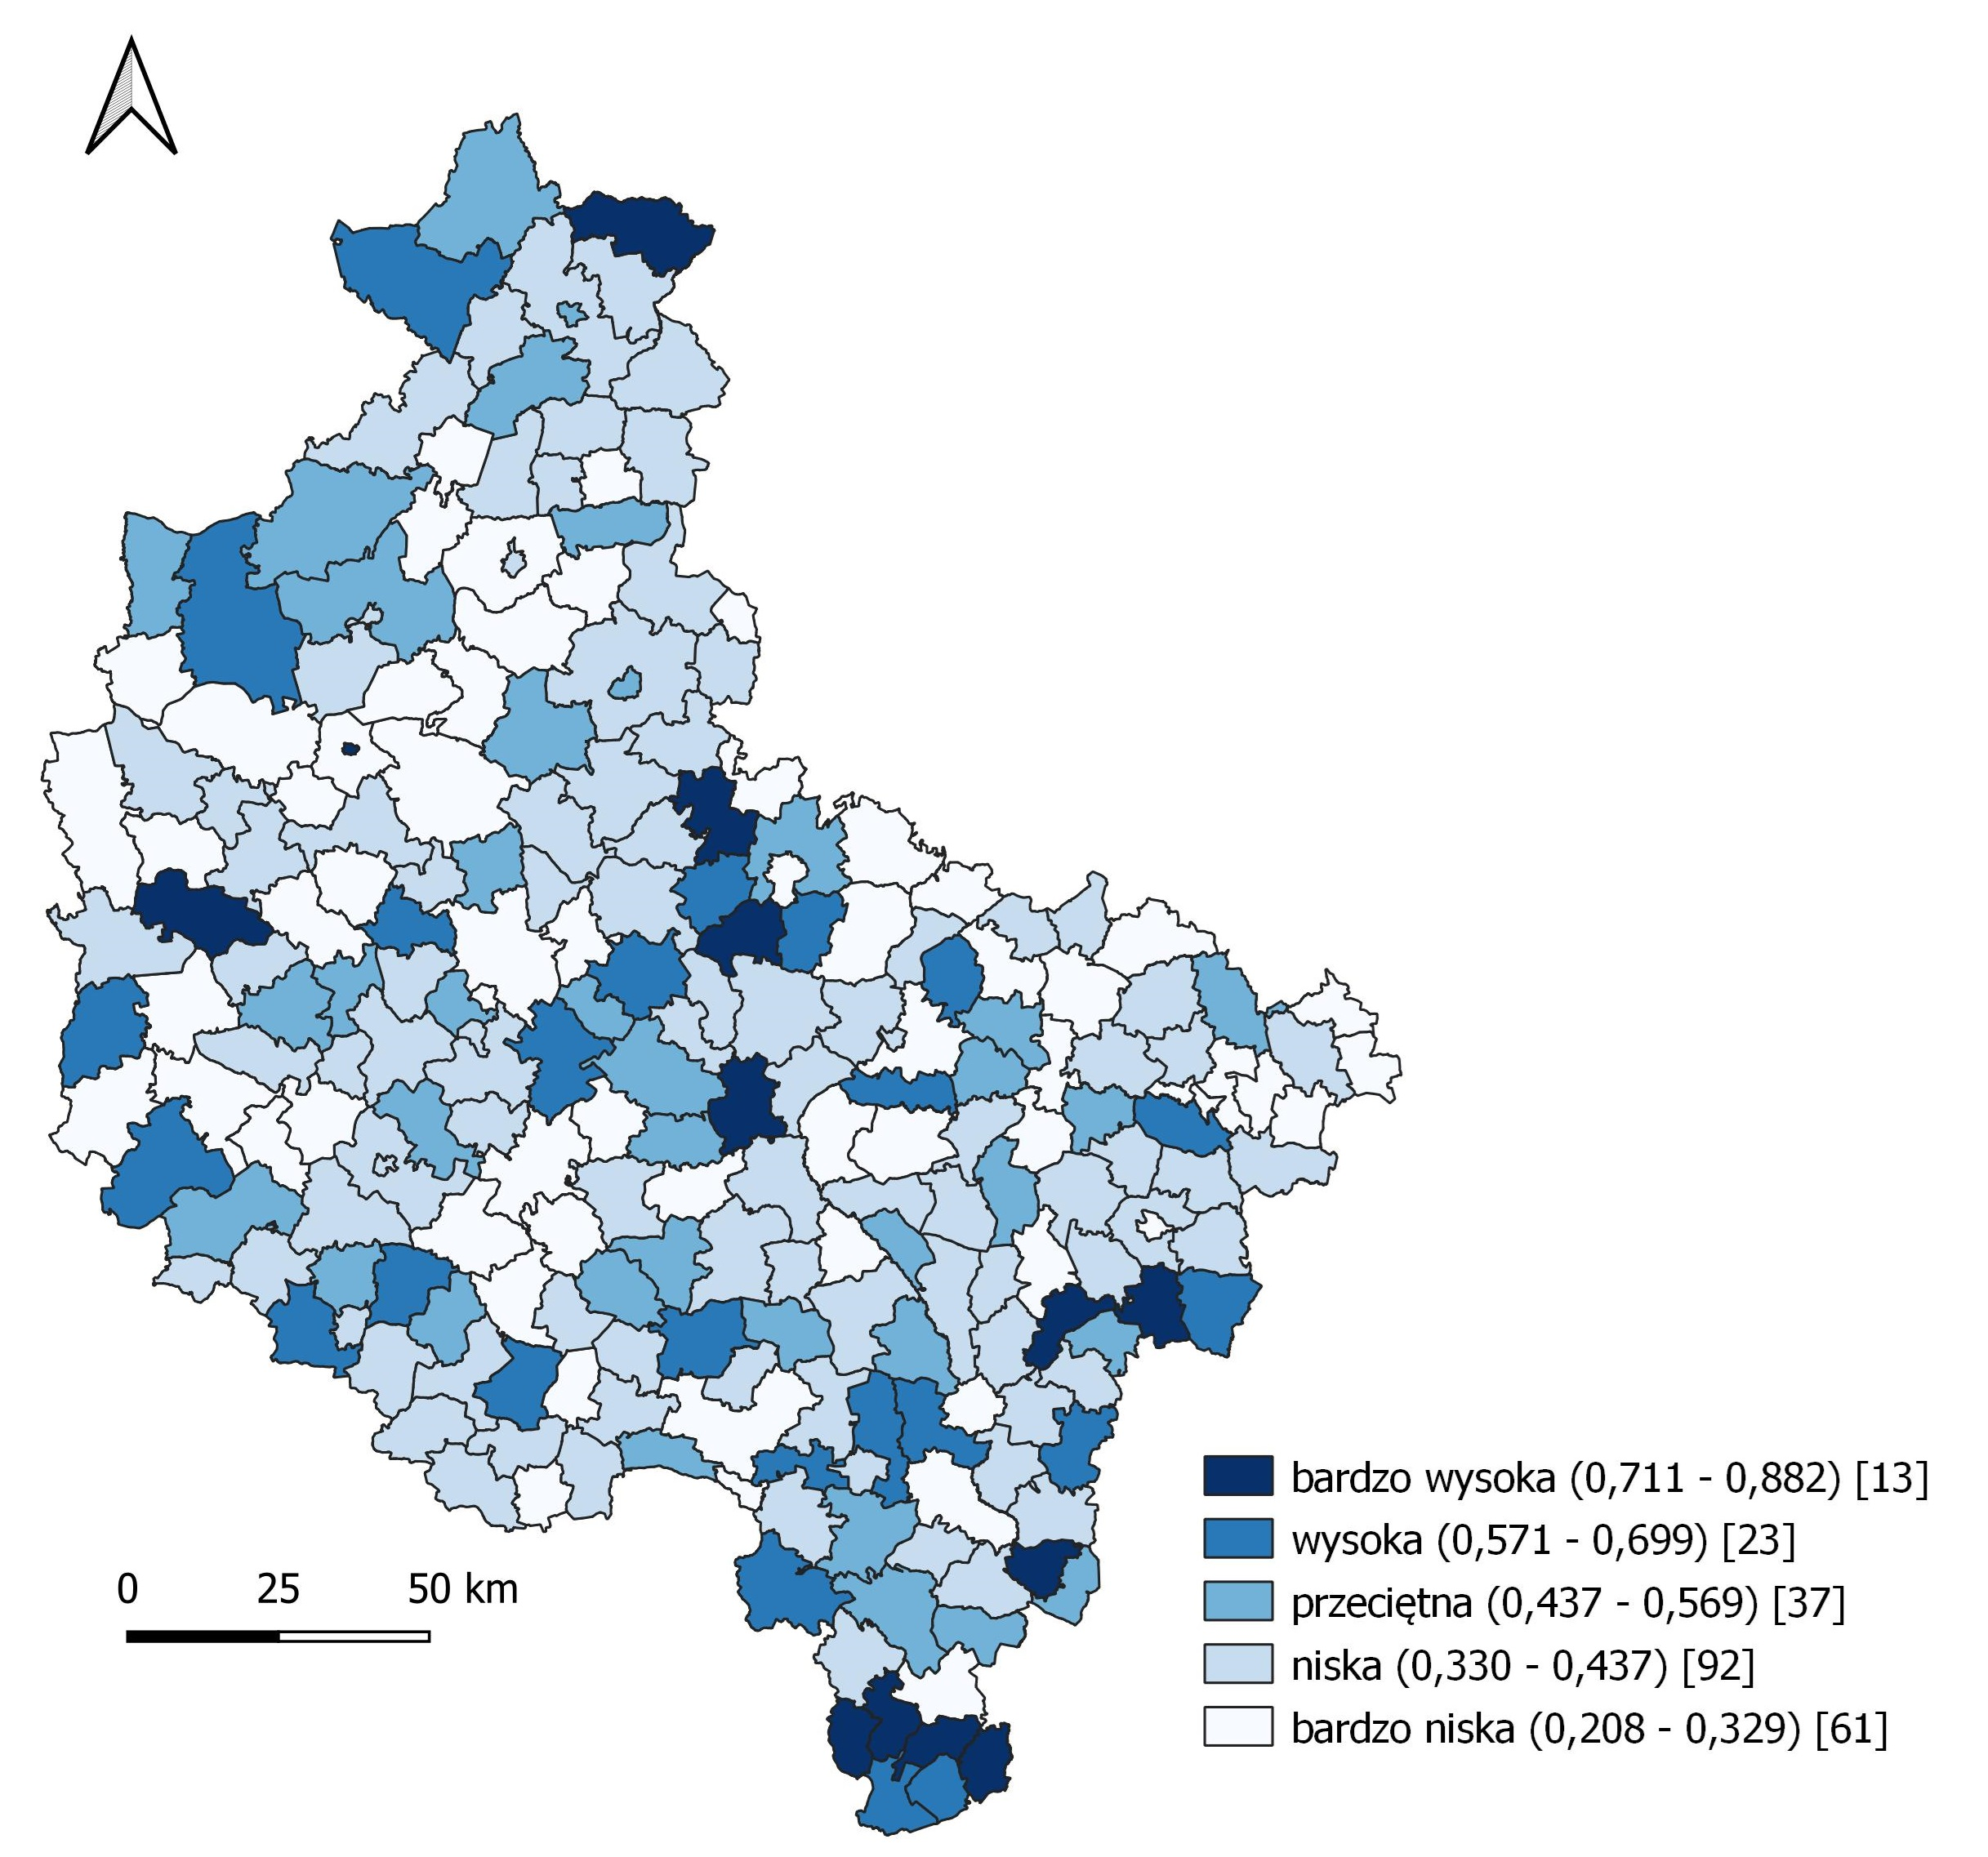 bardzo wysoka (0,711 - 0,882) [13]
wysoka (0,571 - 0,699) [23]
przeciętna (0,437 - 0,569) [37]
niska (0,330 - 0,437) [92]
bardzo niska (0,208 - 0,329) [61]
0 25 50 km